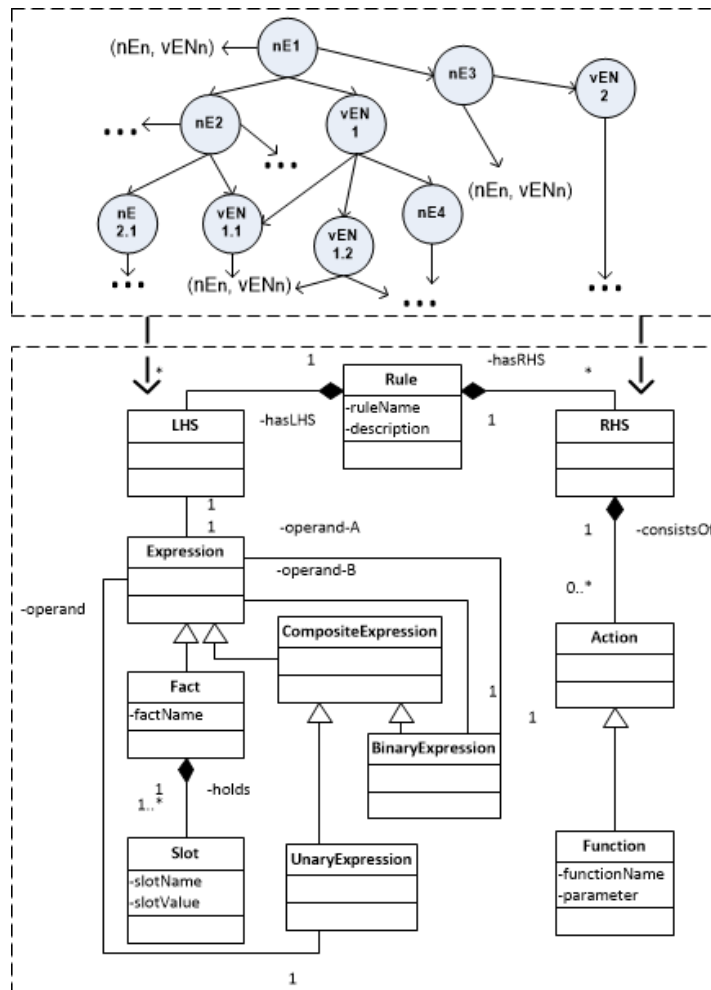 (nEn, vENn)
nE1
nE3
vEN
2
nE2
vEN
1
...
...
(nEn, vENn)
nE
2.1
vEN
1.1
nE4
vEN
1.2
...
(nEn, vENn)
...
...
*
1
-hasRHS
*
Rule
-ruleName
-description
LHS
-hasLHS
1
RHS
1
1
-operand-A
1
-consistsOf
Expression
-operand-B
-operand
0..*
CompositeExpression
Action
Fact
-factName
1
1
BinaryExpression
1
-holds
1..*
Slot
-slotName
-slotValue
UnaryExpression
Function
-functionName
-parameter
1